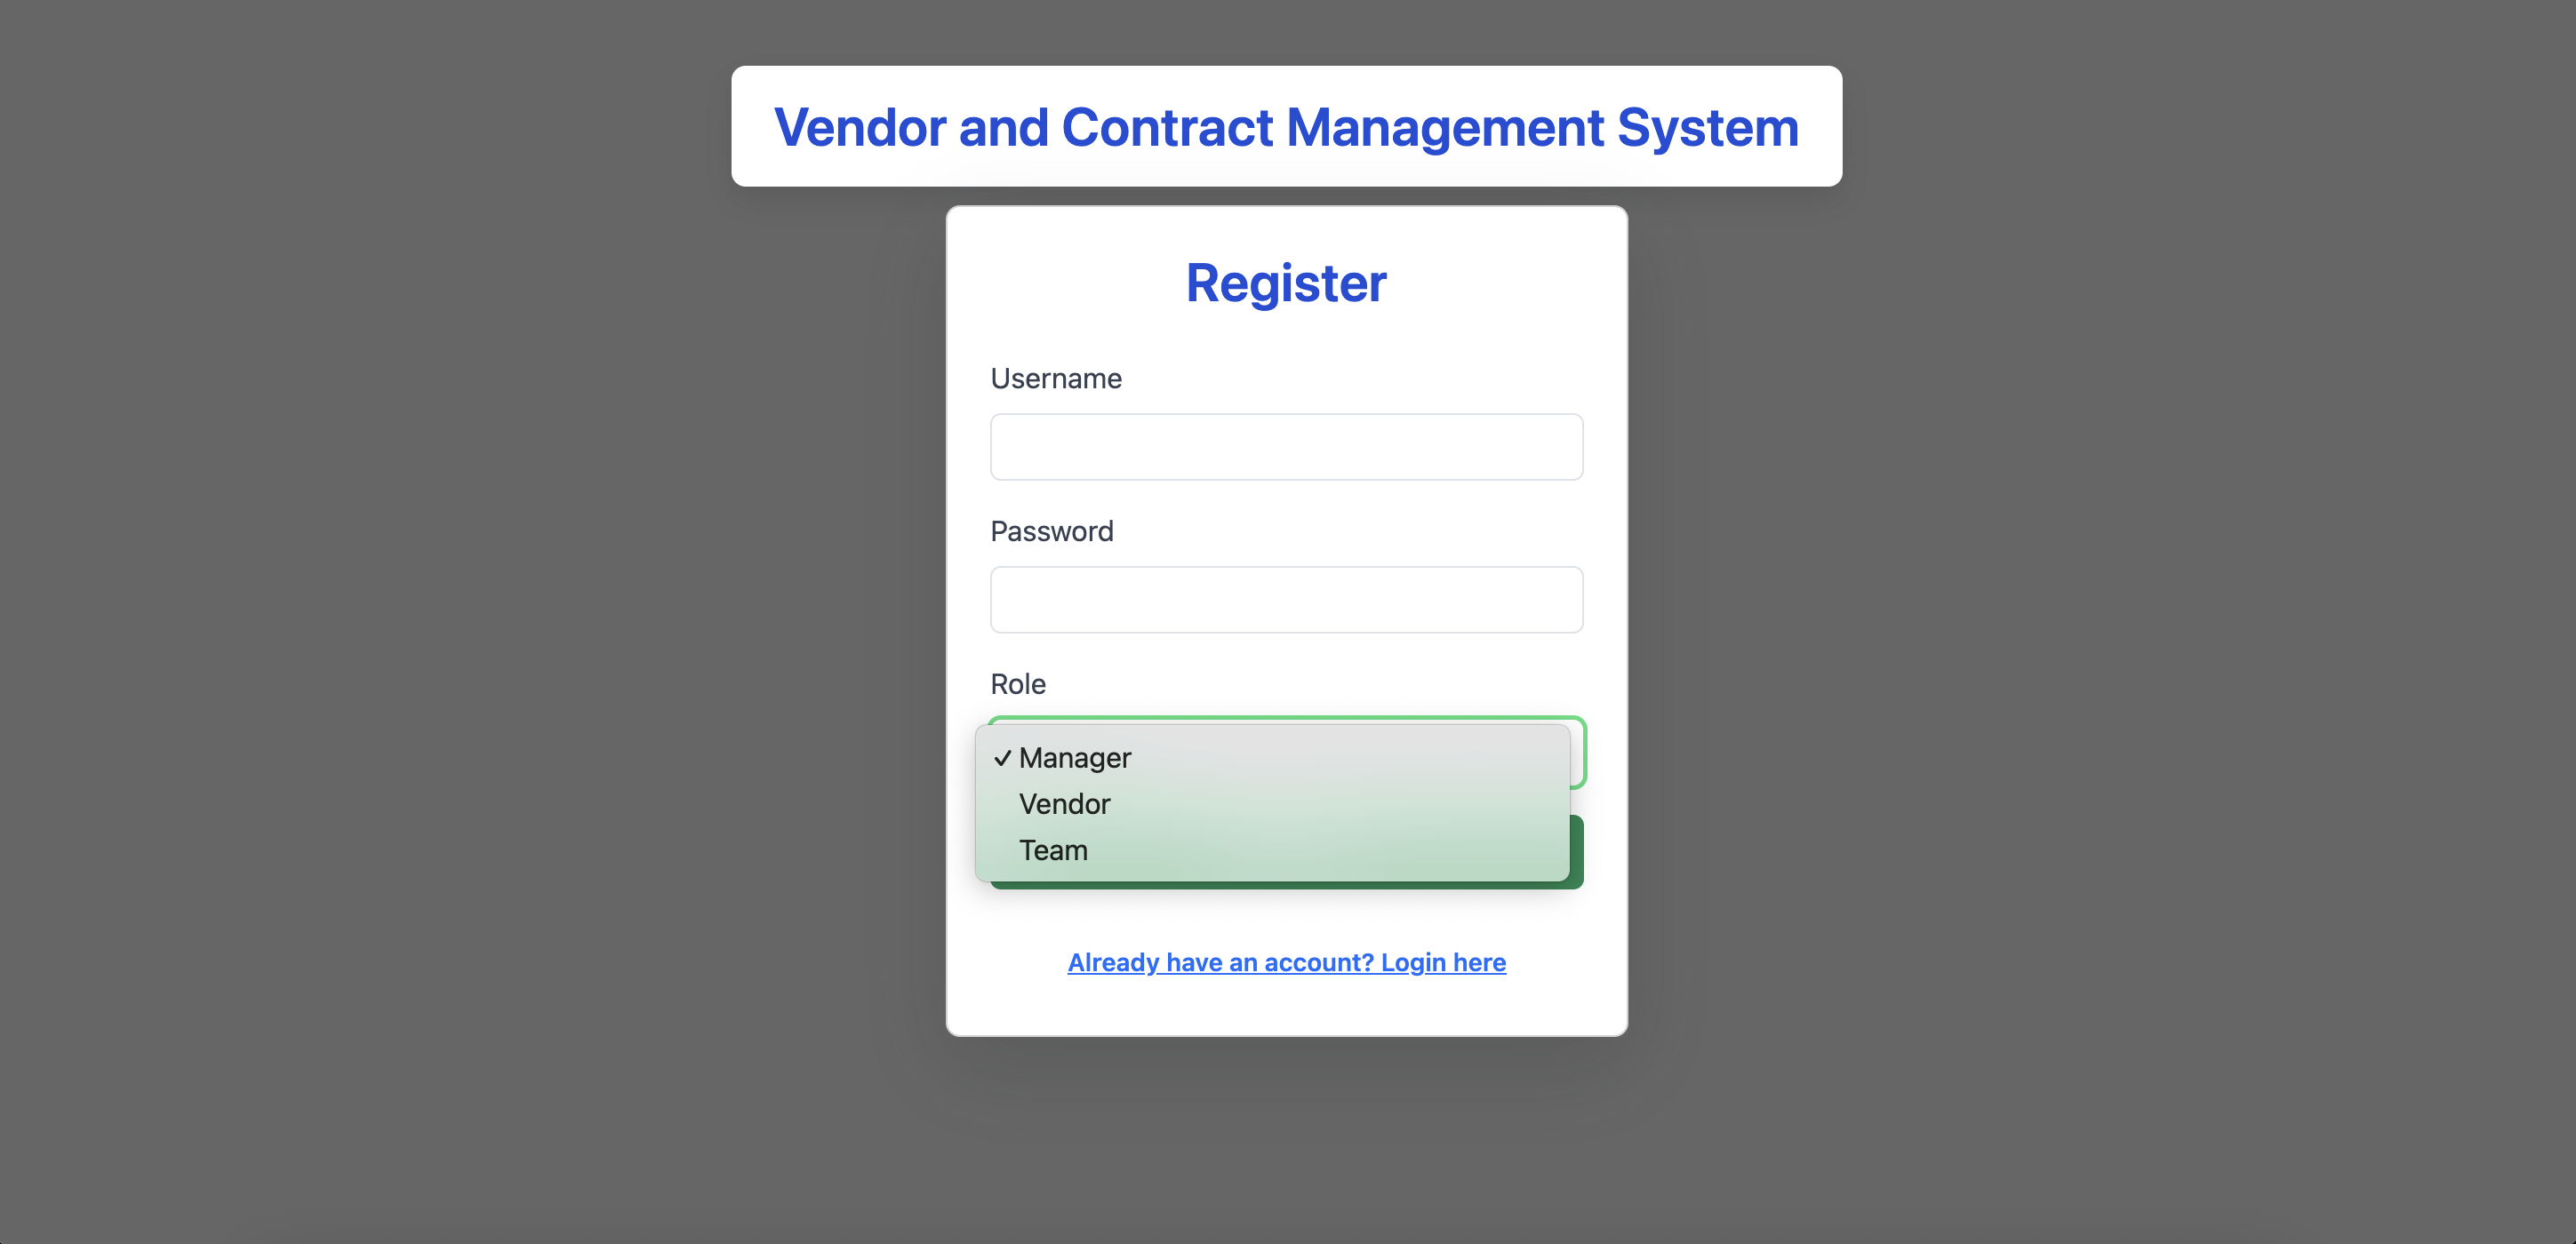 Vendor and Contract Management System
Register
Username
Password
Role
✓ Manager
Vendor
Team
Already have an account? Login here